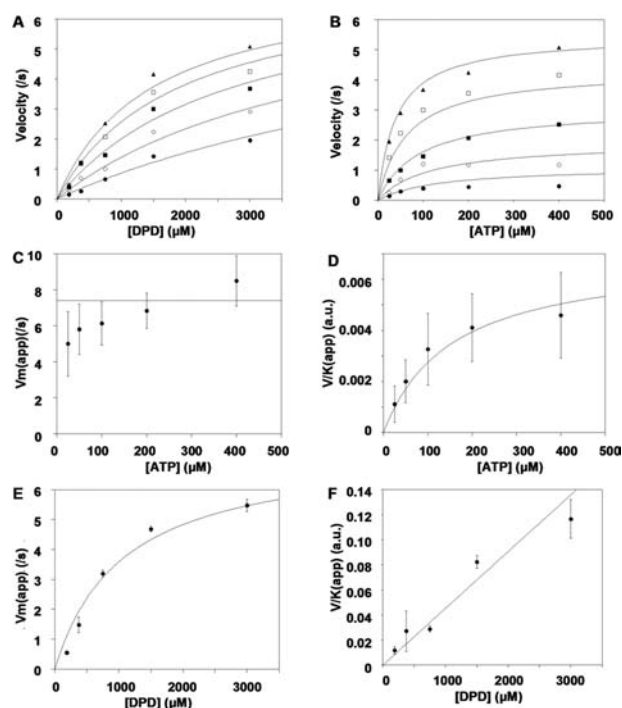 A
B
6
5
4
3
2
1
0
Velocity (/s)
0 1000 2000 3000
[DPD] (µM)
6
5
4
3
2
1
0
Velocity (/s)
0 100 200 300 400 500
[ATP] (µM)
C
D
10
8
6
4
2
0
Vm(app)(/s)
0 100 200 300 400 500
[ATP] (µM)
0.006
0.004
0.002
0
V/K(app) (a.u.)
0 100 200 300 400 500
[ATP] (µM)
E
F
6
5
4
3
2
1
0
Vm(app) (/s)
0 1000 2000 3000
[DPD] (µM)
0.14
0.12
0.10
0.08
0.06
0.04
0.02
0.00
V/K(app) (a.u.)
0 1000 2000 3000
[DPD] (µM)